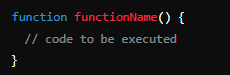 function functionName() {
// code to be executed
}